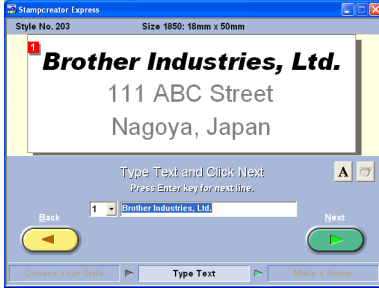 Stampcreator Express
Style No. 203 Size 1850: 18mm x 50mm
1
Brother Industries, Ltd.
111 ABC Street
Nagoya, Japan
Type Text and Click Next
Press Enter key for next line.
A
1 Brother Industries, Ltd.
Back Next
Choose Your Style Type Text Make a Stamp